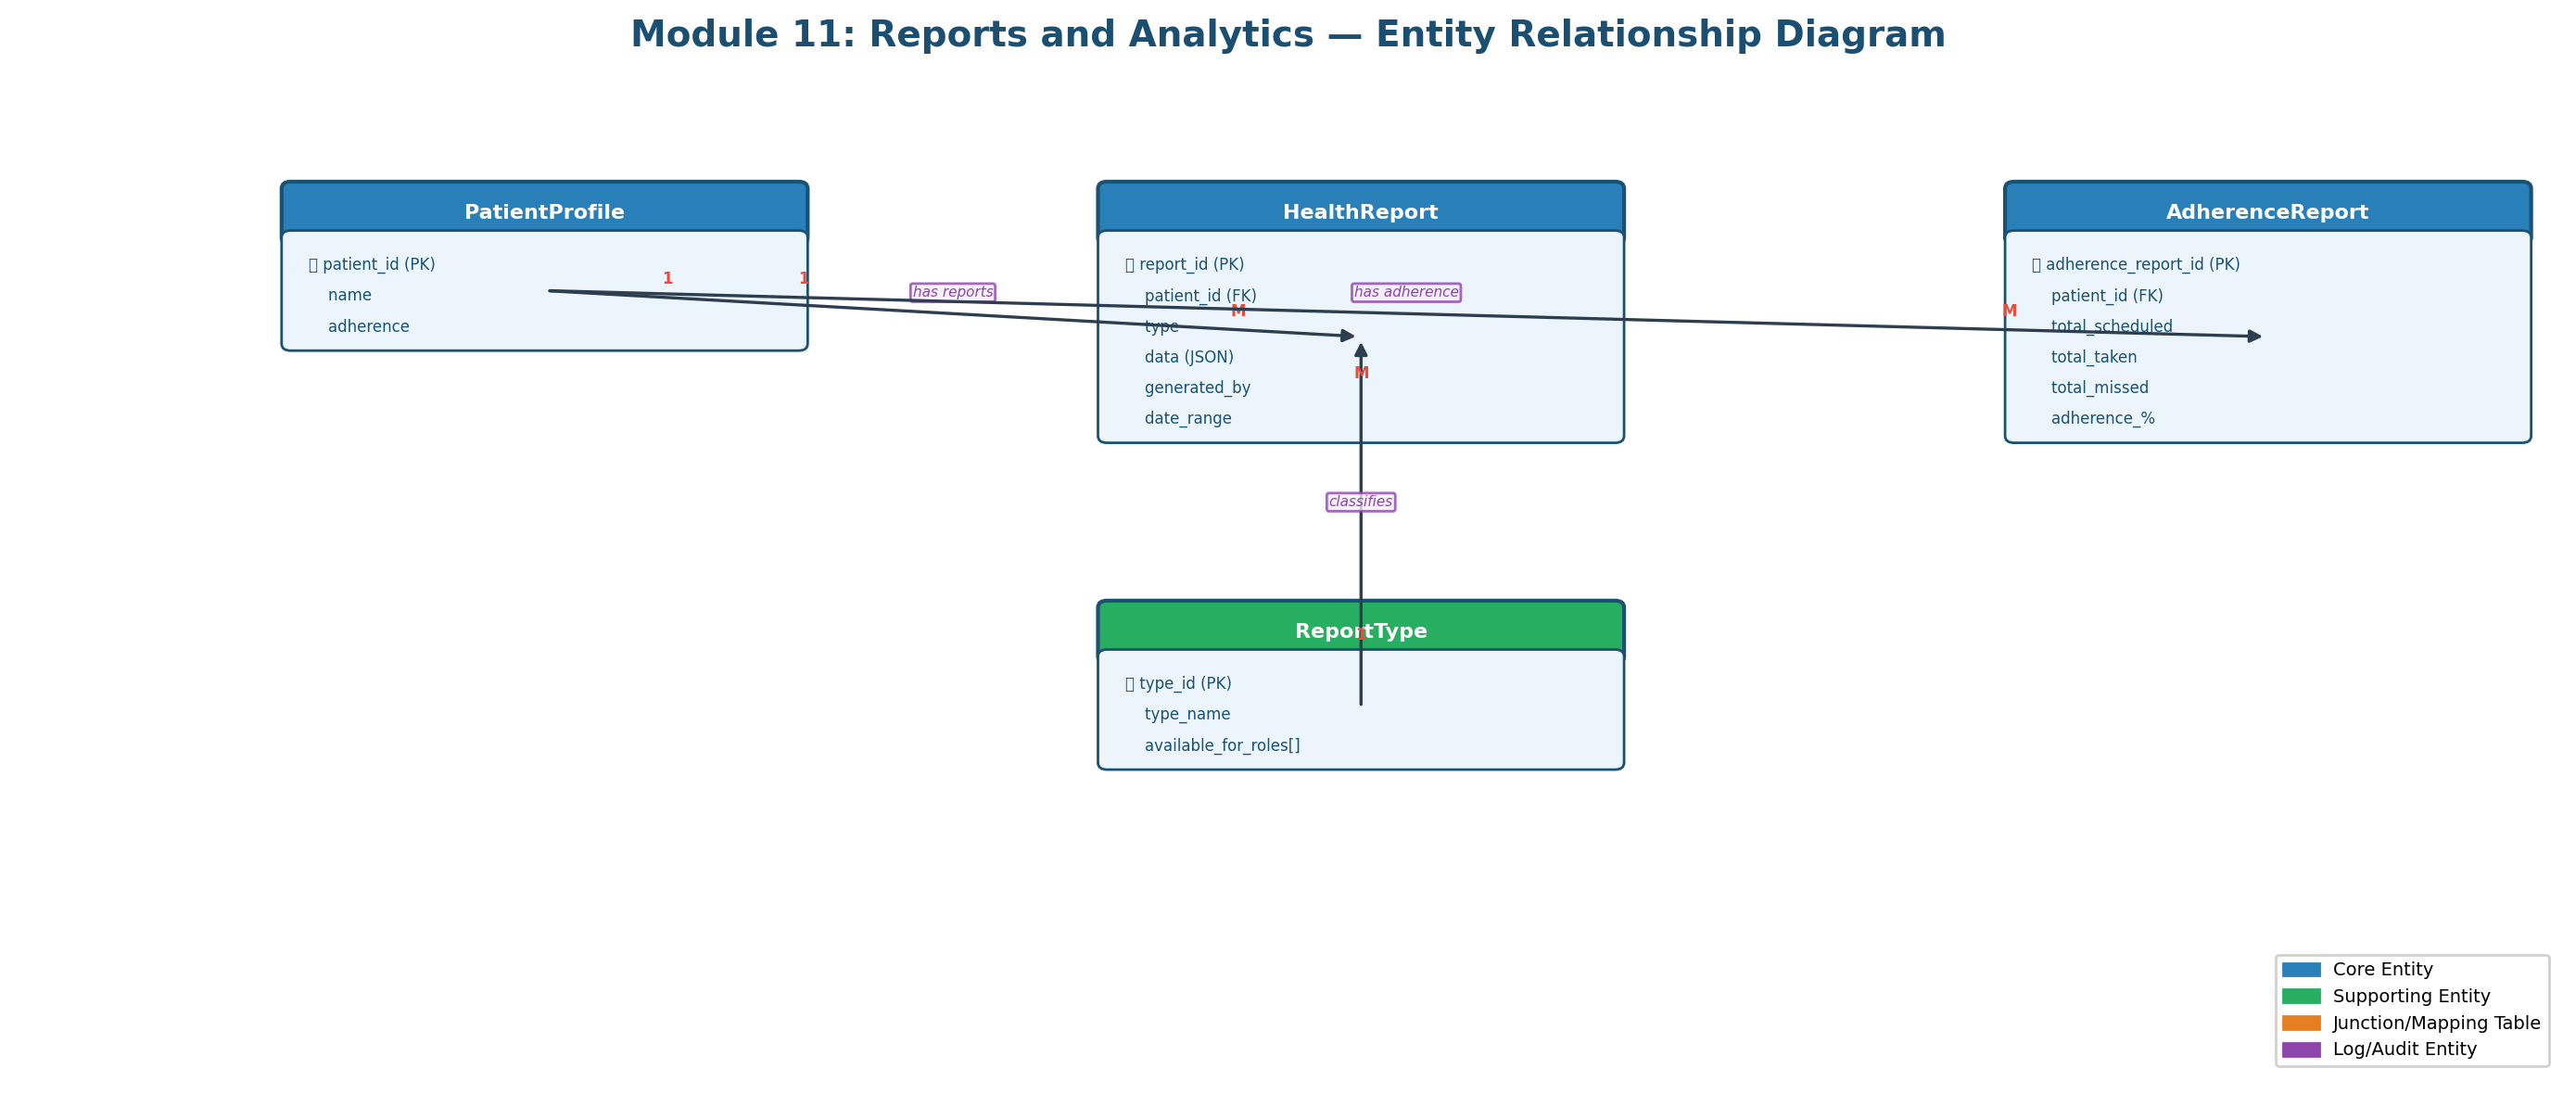 Module 11: Reports and Analytics — Entity Relationship Diagram
PatientProfile
patient_id (PK)
name
adherence
1
1
has reports
HealthReport
report_id (PK)
patient_id (FK)
type
data (JSON)
generated_by
date_range
M
M
has adherence
AdherenceReport
adherence_report_id (PK)
patient_id (FK)
total_scheduled
total_taken
total_missed
adherence_%
M
classifies
ReportType
1
type_id (PK)
type_name
available_for_roles[]
Core Entity
Supporting Entity
Junction/Mapping Table
Log/Audit Entity